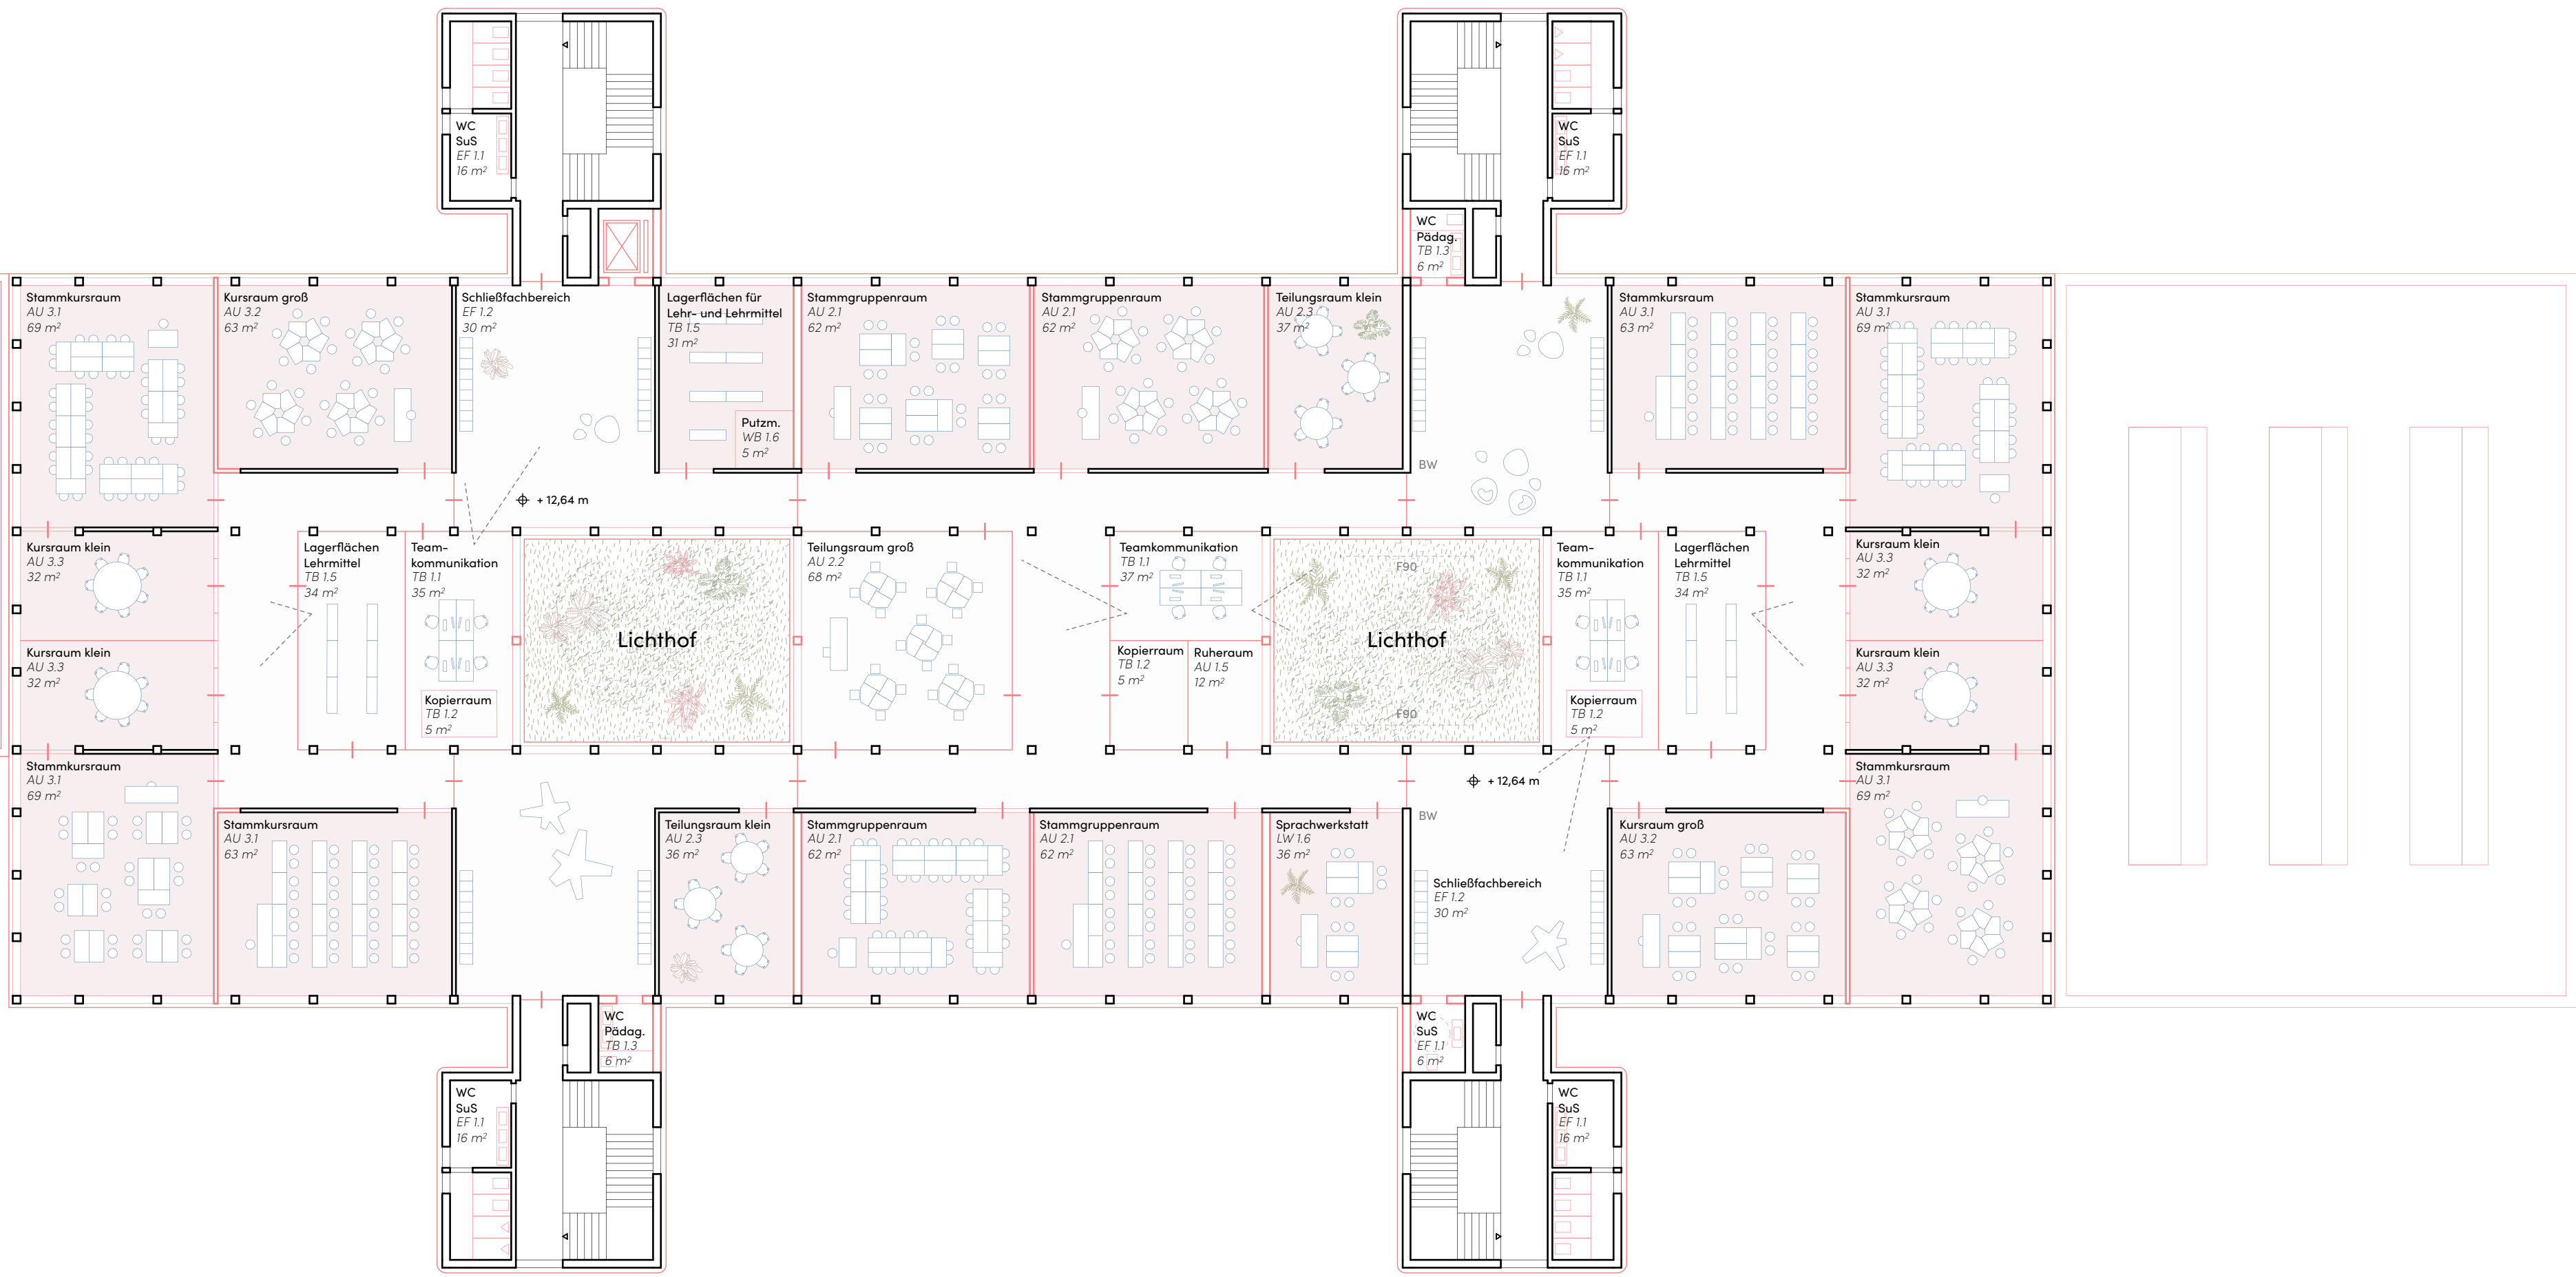 WC
SuS
EF 1.1
16 m²
WC
SuS
EF 1.1
16 m²
WC
Pädag.
TB 1.3
6 m²
Stammkursraum
AU 3.1
69 m²
Kursraum groß
AU 3.2
63 m²
Schließfachbereich
EF 1.2
30 m²
Lagerflächen für
Lehr- und Lehrmittel
TB 1.5
31 m²
Putzm.
WB 1.6
5 m²
Stammgruppenraum
AU 2.1
62 m²
Stammgruppenraum
AU 2.1
62 m²
Teilungsraum klein
AU 2.3
37 m²
Stammkursraum
AU 3.1
63 m²
Stammkursraum
AU 3.1
69 m²
BW
+ 12,64 m
Kursraum klein
AU 3.3
32 m²
Lagerflächen
Lehrmittel
TB 1.5
34 m²
Team-
kommunikation
TB 1.1
35 m²
Teilungsraum groß
AU 2.2
68 m²
Teamkommunikation
TB 1.1
37 m²
F90
Team-
kommunikation
TB 1.1
35 m²
Lagerflächen
Lehrmittel
TB 1.5
34 m²
Kursraum klein
AU 3.3
32 m²
Lichthof
Lichthof
Kursraum klein
AU 3.3
32 m²
Kopierraum
TB 1.2
5 m²
Kopierraum
TB 1.2
5 m²
Ruheraum
AU 1.5
12 m²
F90
Kopierraum
TB 1.2
5 m²
Kursraum klein
AU 3.3
32 m²
Stammkursraum
AU 3.1
69 m²
+ 12,64 m
Stammkursraum
AU 3.1
69 m²
Stammkursraum
AU 3.1
63 m²
Teilungsraum klein
AU 2.3
36 m²
Stammgruppenraum
AU 2.1
62 m²
Stammgruppenraum
AU 2.1
62 m²
Sprachwerkstatt
LW 1.6
36 m²
BW
Schließfachbereich
EF 1.2
30 m²
Kursraum groß
AU 3.2
63 m²
WC
Pädag.
TB 1.3
6 m²
WC
SuS
EF 1.1
6 m²
WC
SuS
EF 1.1
16 m²
WC
SuS
EF 1.1
16 m²